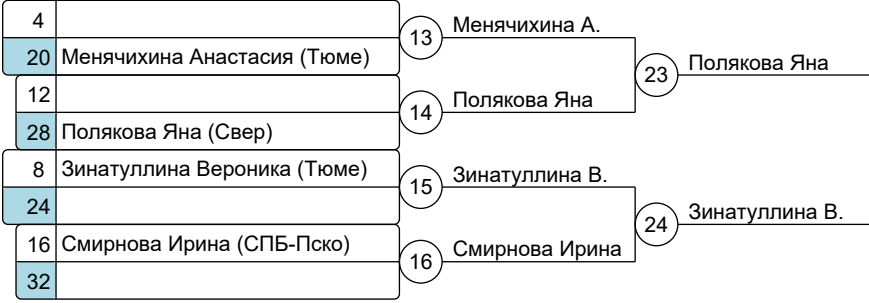 4
20 Менячихина Анастасия (Тюме)
13 Менячихина А.
12
28 Полякова Яна (Свер)
14 Полякова Яна
23 Полякова Яна
8 Зинатуллина Вероника (Тюме)
24
15 Зинатуллина В.
16 Смирнова Ирина (СПБ-Пско)
32
16 Смирнова Ирина
24 Зинатуллина В.